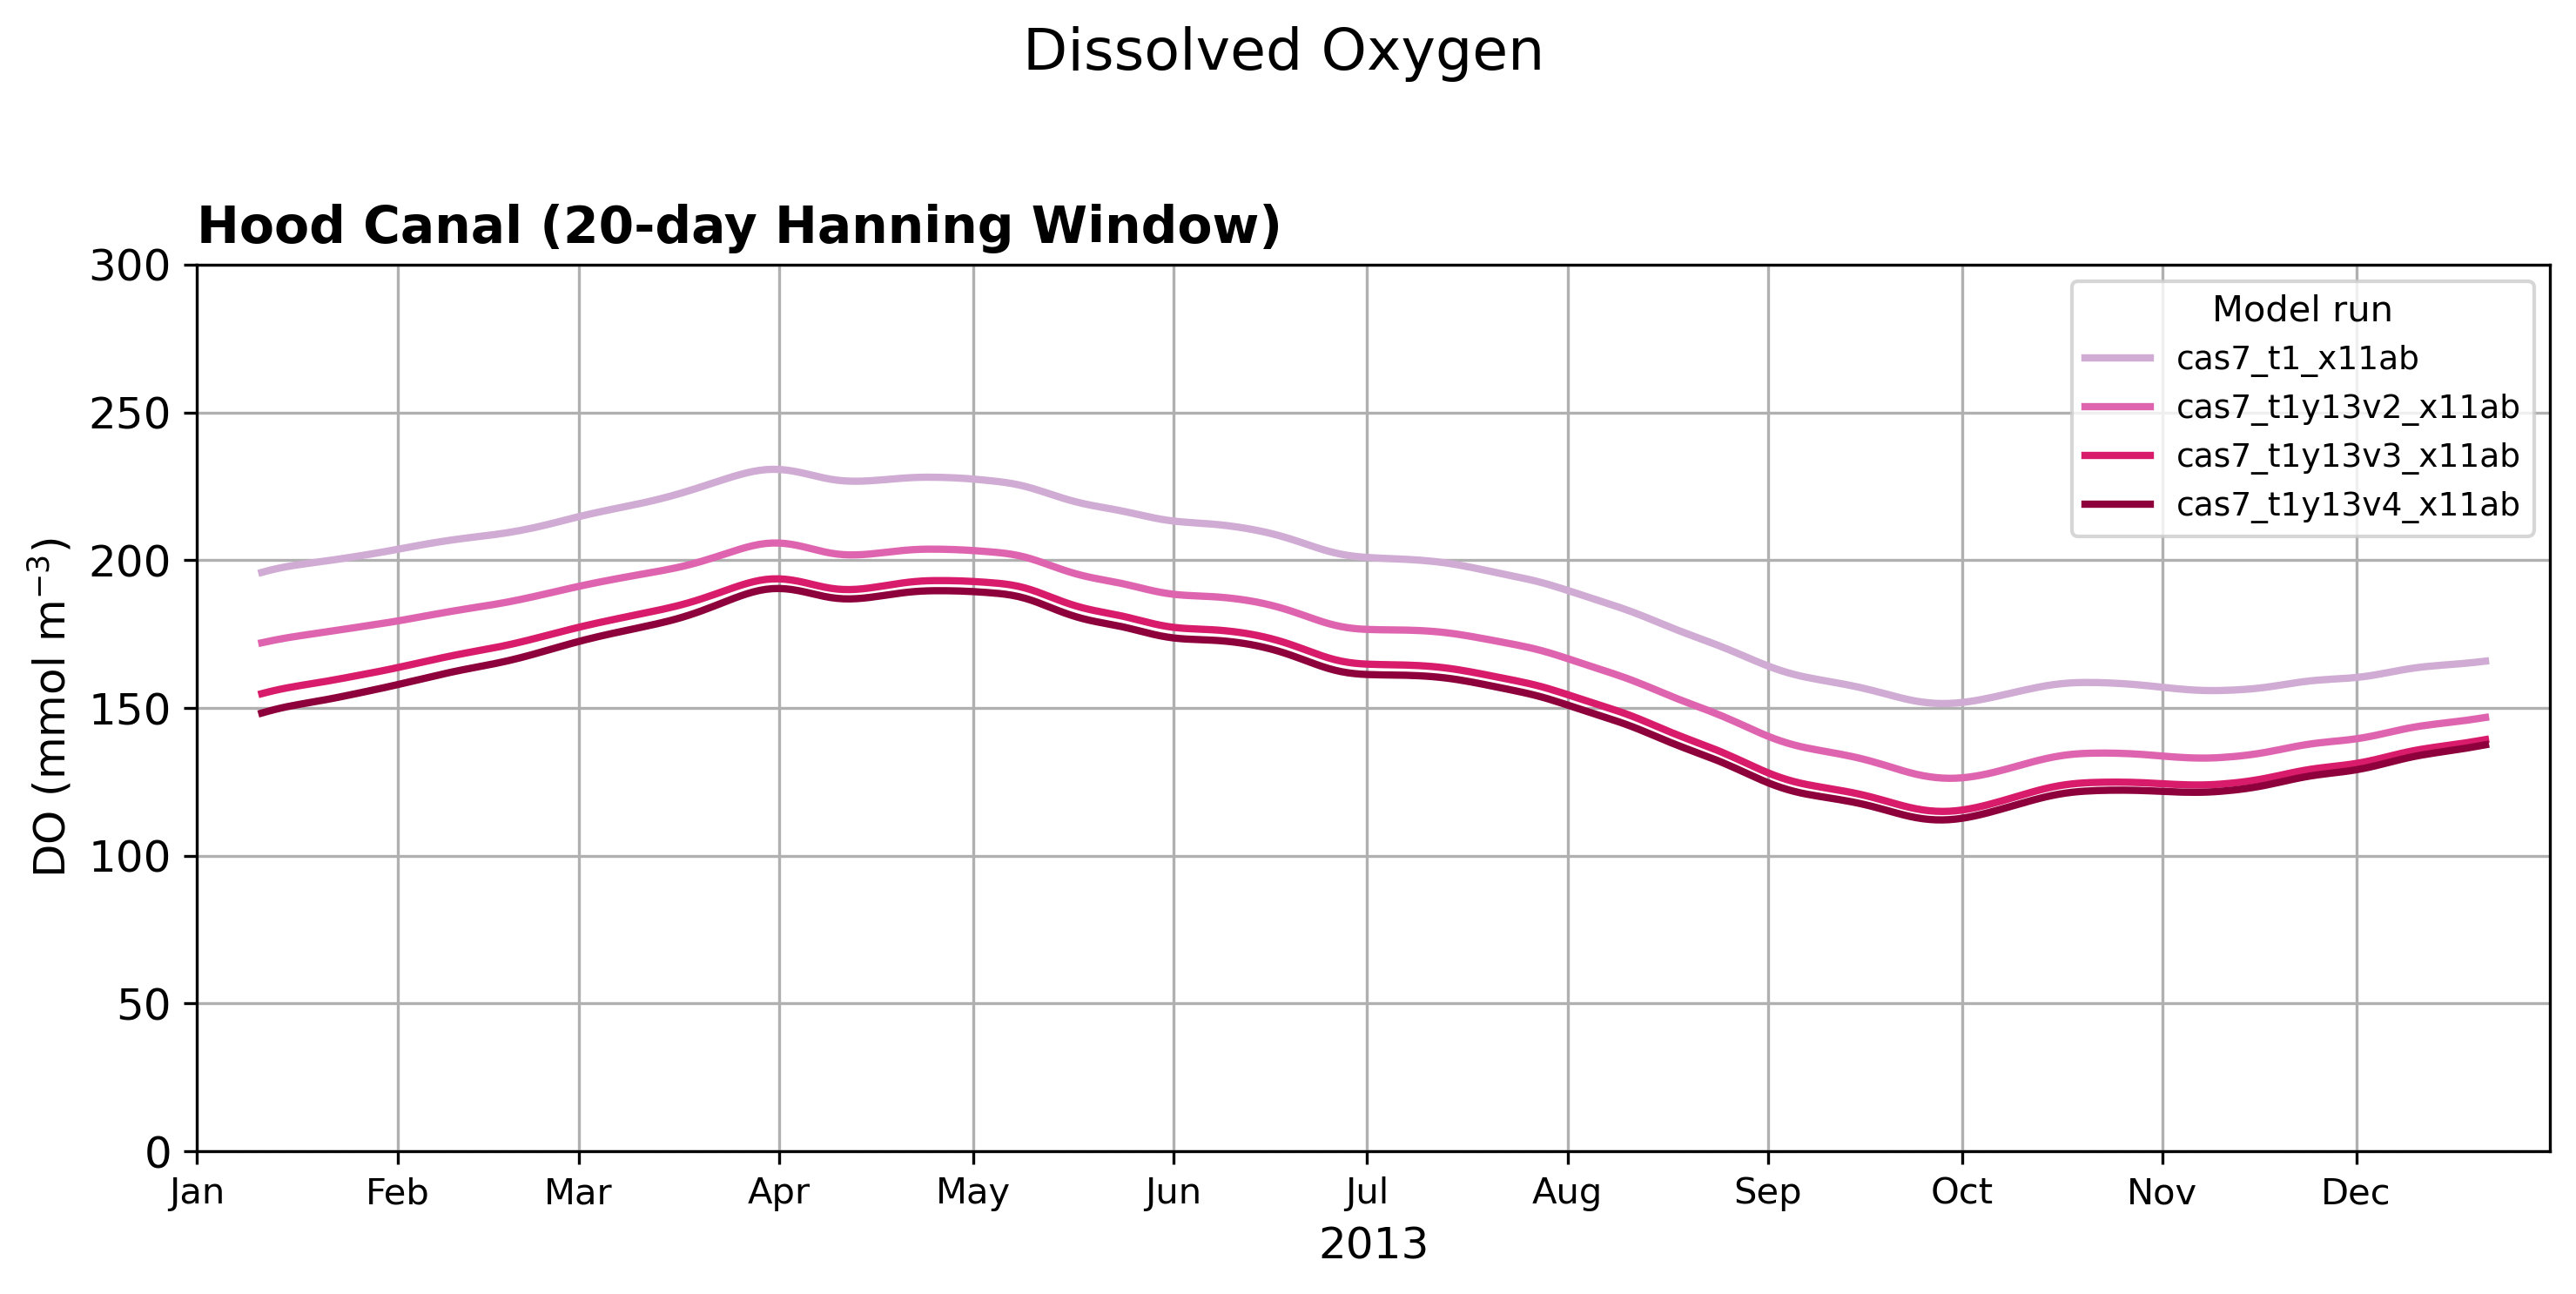 Dissolved Oxygen
Hood Canal (20-day Hanning Window)
300
250
200
150
100
50
0
DO (mmol m⁻³)
Model run
cas7_t1_x11ab
cas7_t1y13v2_x11ab
cas7_t1y13v3_x11ab
cas7_t1y13v4_x11ab
Jan Feb Mar Apr May Jun Jul Aug Sep Oct Nov Dec
2013